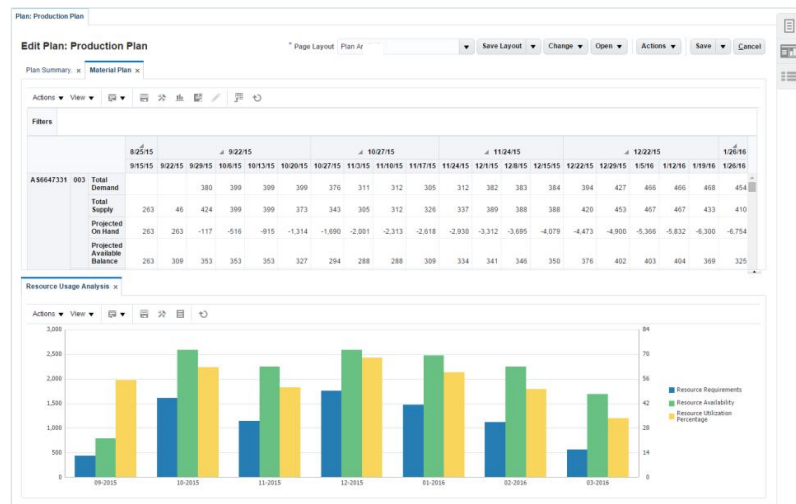 Plan: Production Plan
Edit Plan: Production Plan
* Page Layout Plan Ar
Save Layout Change Open Actions Save Cancel
Plan Summary x Material Plan x
Actions View
Filters
8/25/15 9/22/15 10/27/15 11/24/15 12/22/15 1/26/16
9/15/15 9/22/15 9/29/15 10/6/15 10/13/15 10/20/15 10/27/15 11/3/15 11/10/15 11/17/15 11/24/15 12/1/15 12/8/15 12/15/15 12/22/15 12/29/15 1/5/16 1/12/16 1/19/16 1/26/16
AS6647331 003 Total Demand 380 399 399 399 376 311 312 305 312 382 383 384 394 427 466 466 468 454
Total Supply 263 46 424 399 399 373 343 305 312 326 337 389 388 388 420 453 467 467 433 410
Projected On Hand 263 263 -117 -516 -915 -1,314 -1,690 -2,001 -2,313 -2,618 -2,930 -3,312 -3,695 -4,079 -4,473 -4,900 -5,366 -5,832 -6,300 -6,754
Projected Available Balance 263 309 353 353 353 327 294 288 288 309 334 341 346 350 376 402 403 404 369 325
Resource Usage Analysis x
Actions View
3,000 84
2,500 70
2,000 56
1,500 42
1,000 28
500 14
0 0
Resource Requirements
Resource Availability
Resource Utilization
Percentage
09-2015 10-2015 11-2015 12-2015 01-2016 02-2016 03-2016